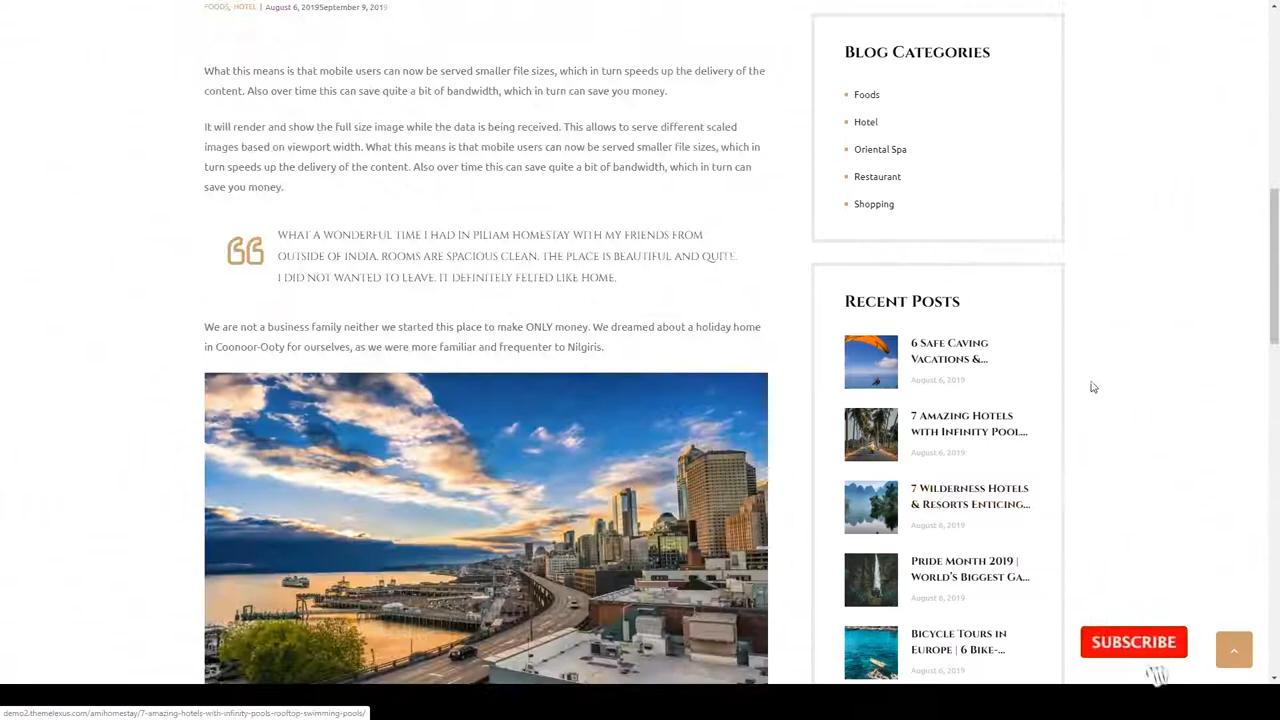 FOODS, HOTEL | August 6, 2019September 9, 2019
What this means is that mobile users can now be served smaller file sizes, which in turn speeds up the delivery of the
content. Also over time this can save quite a bit of bandwidth, which in turn can save you money.
It will render and show the full size image while the data is being received. This allows to serve different scaled
images based on viewport width. What this means is that mobile users can now be served smaller file sizes, which in
turn speeds up the delivery of the content. Also over time this can save quite a bit of bandwidth, which in turn can
save you money.
WHAT A WONDERFUL TIME I HAD IN PILIAM HOMESTAY WITH MY FRIENDS FROM
OUTSIDE OF INDIA. ROOMS ARE SPACIOUS CLEAN. THE PLACE IS BEAUTIFUL AND QUITE.
I DID NOT WANTED TO LEAVE. IT DEFINITELY FELTED LIKE HOME.
We are not a business family neither we started this place to make ONLY money. We dreamed about a holiday home
in Coonoor-Ooty for ourselves, as we were more familiar and frequenter to Nilgiris.
BLOG CATEGORIES
Foods
Hotel
Oriental Spa
Restaurant
Shopping
RECENT POSTS
6 SAFE CAVING
VACATIONS &...
August 6, 2019
7 AMAZING HOTELS
WITH INFINITY POOL...
August 6, 2019
7 WILDERNESS HOTELS
& RESORTS ENTICING...
August 6, 2019
PRIDE MONTH 2019 |
WORLD'S BIGGEST GA...
August 6, 2019
BICYCLE TOURS IN
EUROPE | 6 BIKE-...
August 6, 2019
SUBSCRIBE
demo2.themelexus.com/amihomestay/7-amazing-hotels-with-infinity-pools-rooftop-swimming-pools/